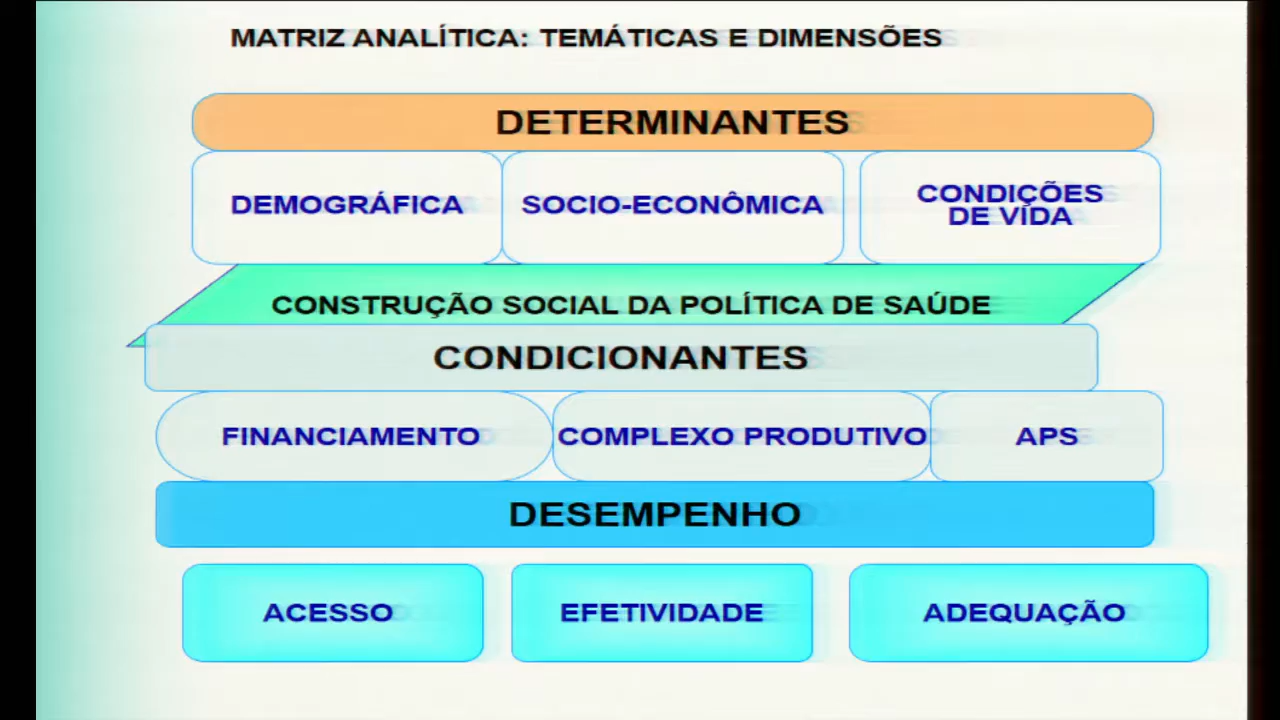 MATRIZ ANALÍTICA: TEMÁTICAS E DIMENSÕES
DETERMINANTES
DEMOGRÁFICA
SOCIO-ECONÔMICA
CONDIÇÕES
DE VIDA
CONSTRUÇÃO SOCIAL DA POLÍTICA DE SAÚDE
CONDICIONANTES
FINANCIAMENTO
COMPLEXO PRODUTIVO
APS
DESEMPENHO
ACESSO
EFETIVIDADE
ADEQUAÇÃO